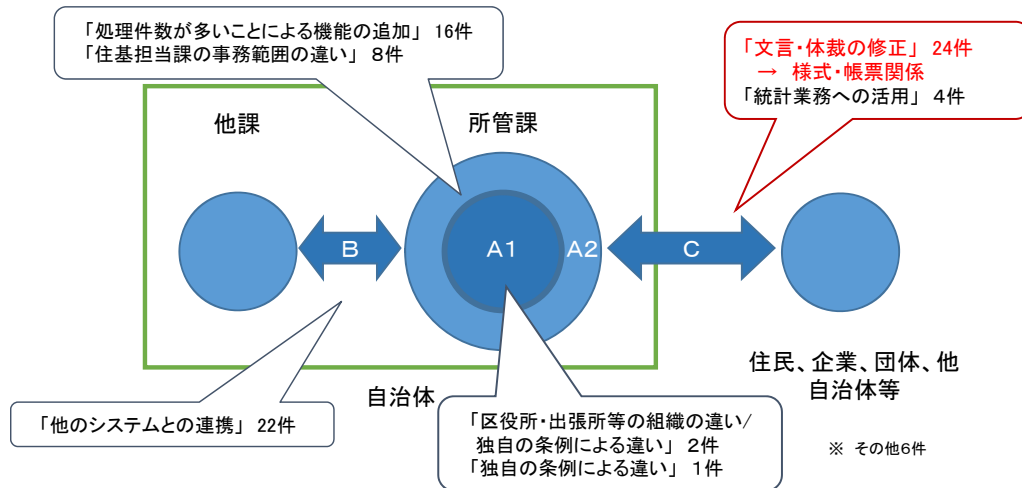 「処理件数が多いことによる機能の追加」 16件
「住基担当課の事務範囲の違い」 8件
「文言・体裁の修正」 24件
→ 様式・帳票関係
「統計業務への活用」 4件
他課
所管課
B
A1
A2
C
住民、企業、団体、他
自治体等
自治体
「他のシステムとの連携」 22件
「区役所・出張所等の組織の違い/
独自の条例による違い」 2件
「独自の条例による違い」 1件
※ その他6件